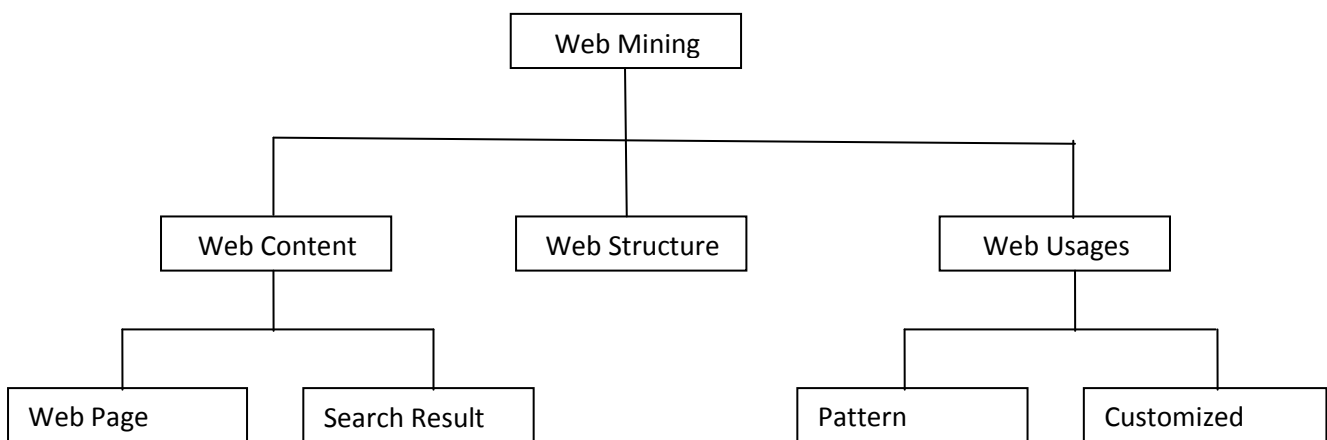 Web Mining
Web Content
Web Structure
Web Usages
Web Page
Search Result
Pattern
Customized